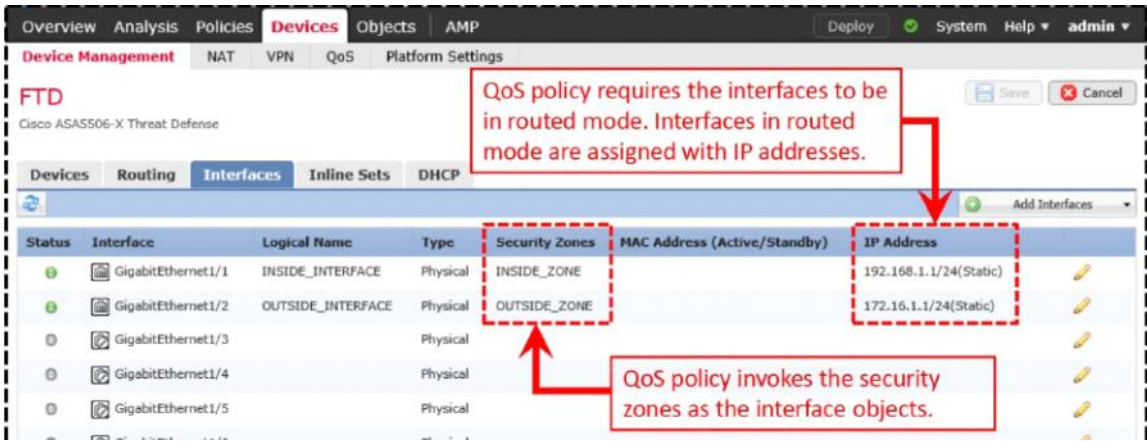 Overview Analysis Policies Devices Objects AMP Deploy System Help admin
Device Management NAT VPN QoS Platform Settings
FTD
Cisco ASA5506-X Threat Defense
Save Cancel
QoS policy requires the interfaces to be
in routed mode. Interfaces in routed
mode are assigned with IP addresses.
Devices Routing Interfaces Inline Sets DHCP
Add Interfaces
Status Interface Logical Name Type Security Zones MAC Address (Active/Standby) IP Address
GigabitEthernet1/1 INSIDE_INTERFACE Physical INSIDE_ZONE 192.168.1.1/24(Static)
GigabitEthernet1/2 OUTSIDE_INTERFACE Physical OUTSIDE_ZONE 172.16.1.1/24(Static)
GigabitEthernet1/3 Physical
GigabitEthernet1/4 Physical
GigabitEthernet1/5 Physical
QoS policy invokes the security
zones as the interface objects.